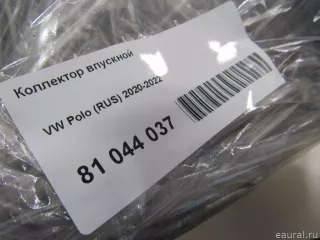 Коллектор впускной
VW Polo (RUS) 2020-2022
81 044 037
eaural.ru